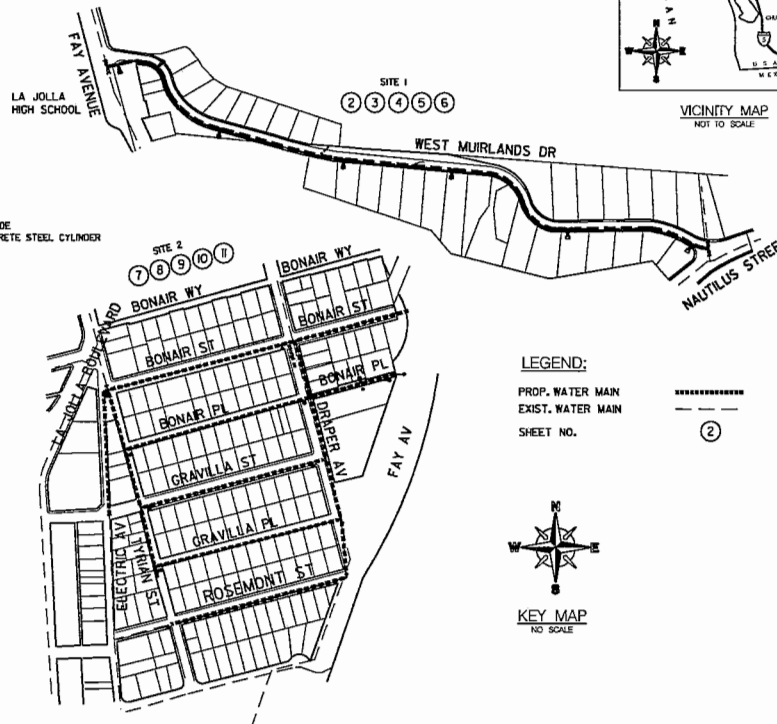 FAY AVENUE
LA JOLLA
HIGH SCHOOL
SITE 1
2 3 4 5 6
WEST MUIRLANDS DR
NAUTILUS STREE
N
W E
S
U S A
VICINITY MAP
NOT TO SCALE
DE
RETE STEEL CYLINDER
SITE 2
7 8 9 10 11
BONAIR WY
BONAIR WY
LA JOLLA BOULEVARD
BONAIR ST
BONAIR ST
BONAIR PL
BONAIR PL
DRAPER AV
GRAVILLA ST
FAY AV
GRAVILLA PL
ELECTRIC AV
TYRIAN ST
ROSEMONT ST
LEGEND:
PROP. WATER MAIN
EXIST. WATER MAIN
SHEET NO. 2
N
W E
S
KEY MAP
NO SCALE